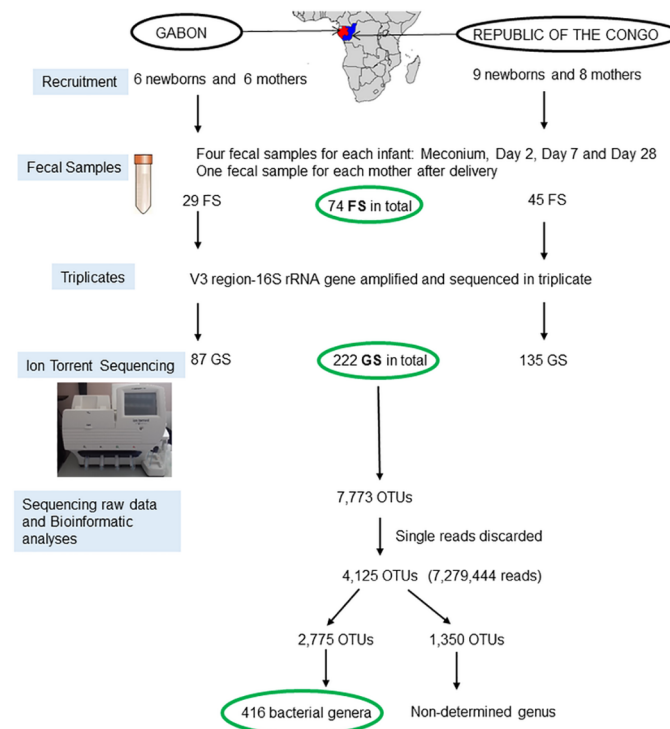 GABON
REPUBLIC OF THE CONGO
Recruitment
6 newborns and 6 mothers
9 newborns and 8 mothers
Fecal Samples
Four fecal samples for each infant: Meconium, Day 2, Day 7 and Day 28
One fecal sample for each mother after delivery
29 FS
74 FS in total
45 FS
Triplicates
V3 region-16S rRNA gene amplified and sequenced in triplicate
Ion Torrent Sequencing
87 GS
222 GS in total
135 GS
Sequencing raw data
and Bioinformatic
analyses
7,773 OTUs
Single reads discarded
4,125 OTUs (7,279,444 reads)
2,775 OTUs
1,350 OTUs
416 bacterial genera
Non-determined genus